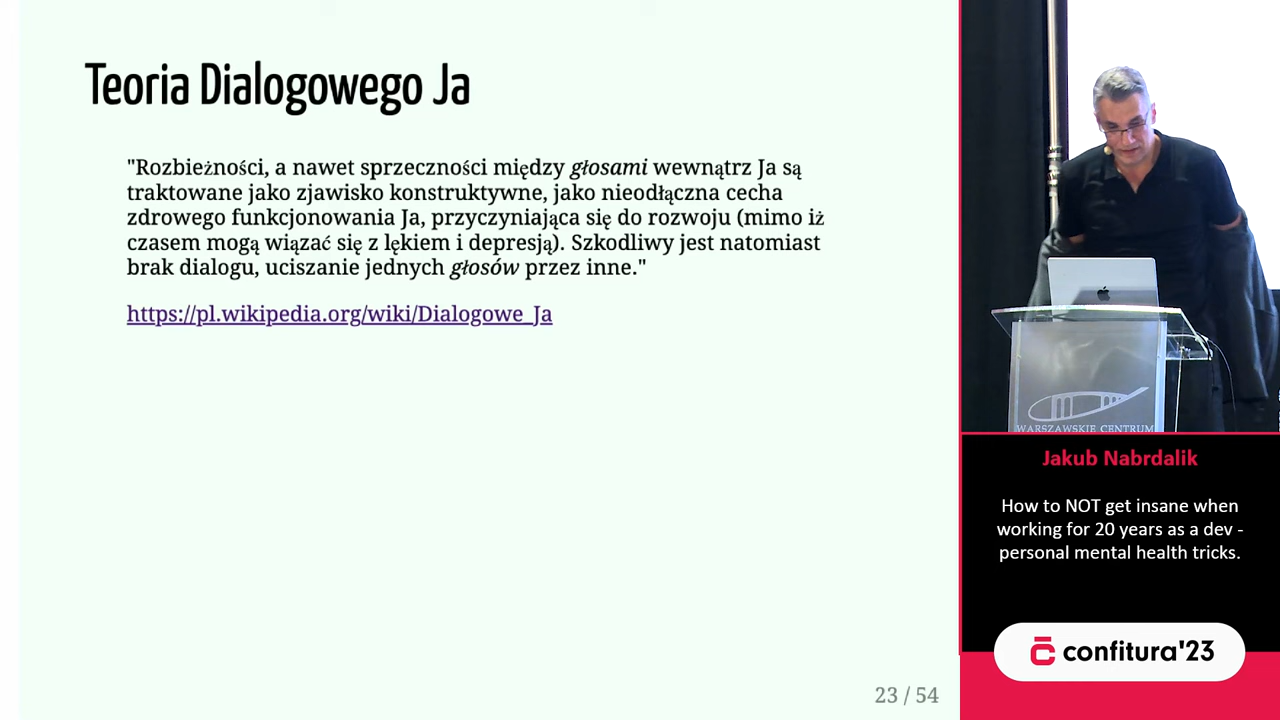 Teoria Dialogowego Ja
"Rozbieżności, a nawet sprzeczności między głosami wewnątrz Ja są
traktowane jako zjawisko konstruktywne, jako nieodłączna cecha
zdrowego funkcjonowania Ja, przyczyniająca się do rozwoju (mimo iż
czasem mogą wiązać się z lękiem i depresją). Szkodliwy jest natomiast
brak dialogu, uciszanie jednych głosów przez inne."
https://pl.wikipedia.org/wiki/Dialogowe_Ja
23 / 54
WARSZAWSKIE CENTRUM
Jakub Nabrdalik
How to NOT get insane when
working for 20 years as a dev -
personal mental health tricks.
confitura'23